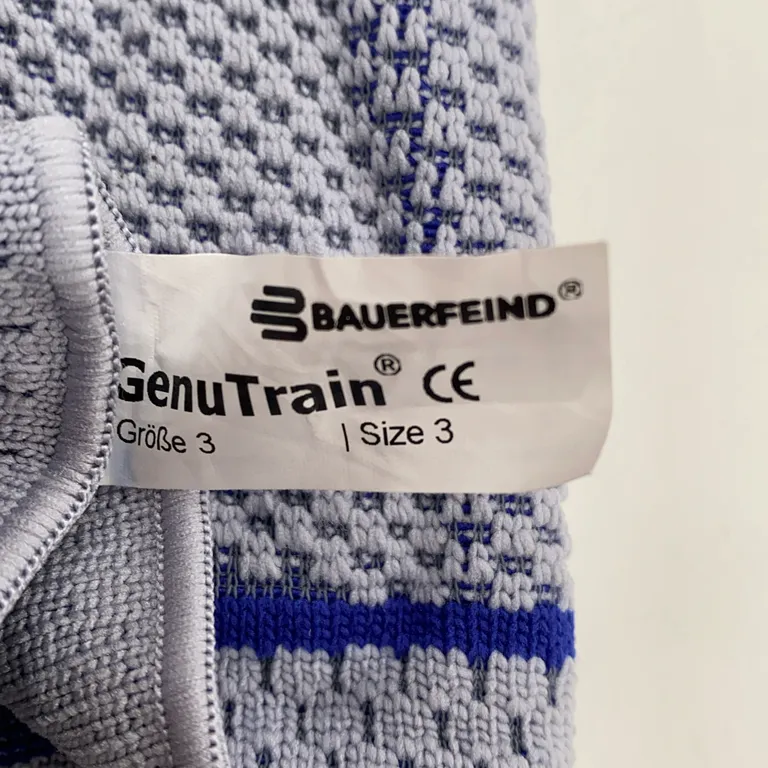 BAUERFEIND®
GenuTrain® CE
Größe 3 | Size 3